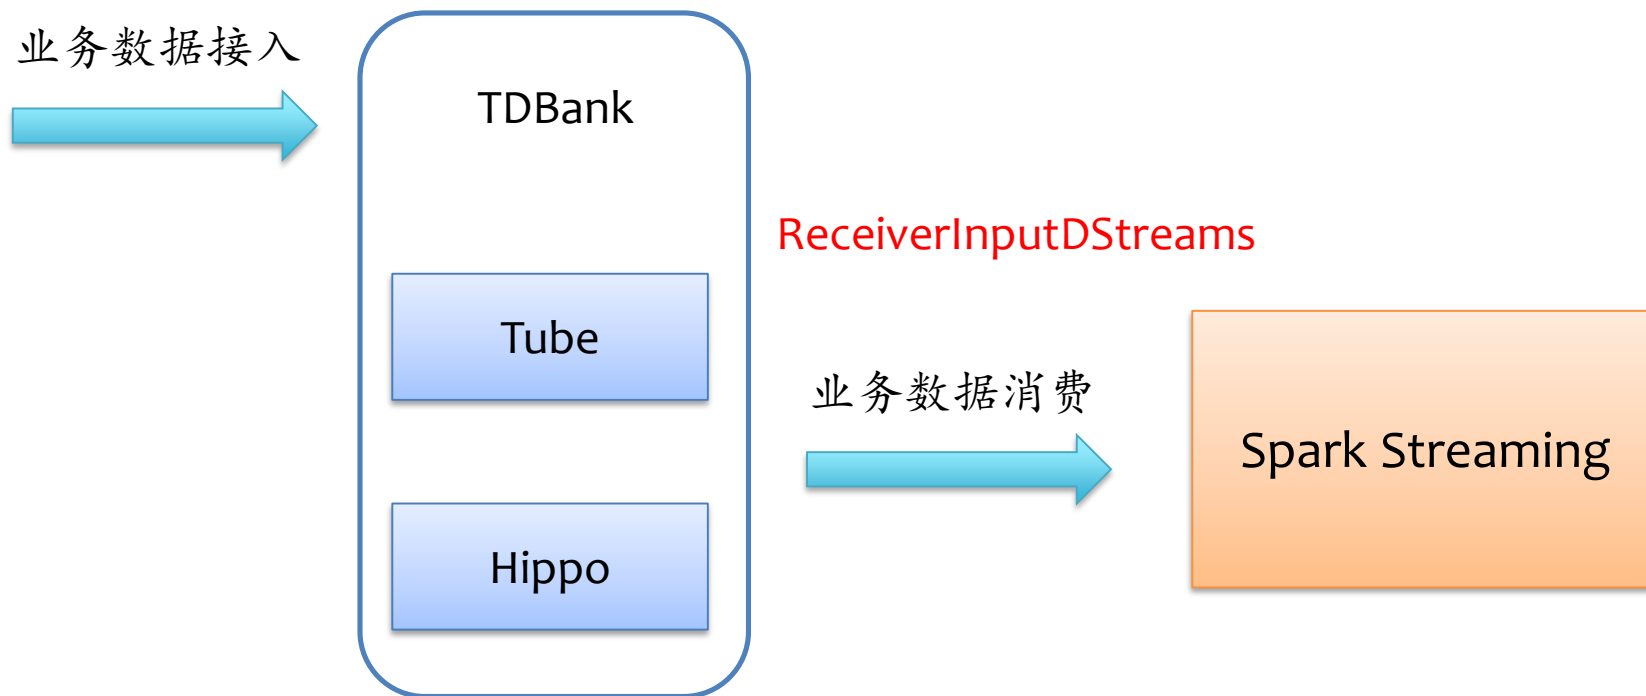 业务数据接入
TDBank
ReceiverInputDStreams
Tube
业务数据消费
Spark Streaming
Hippo